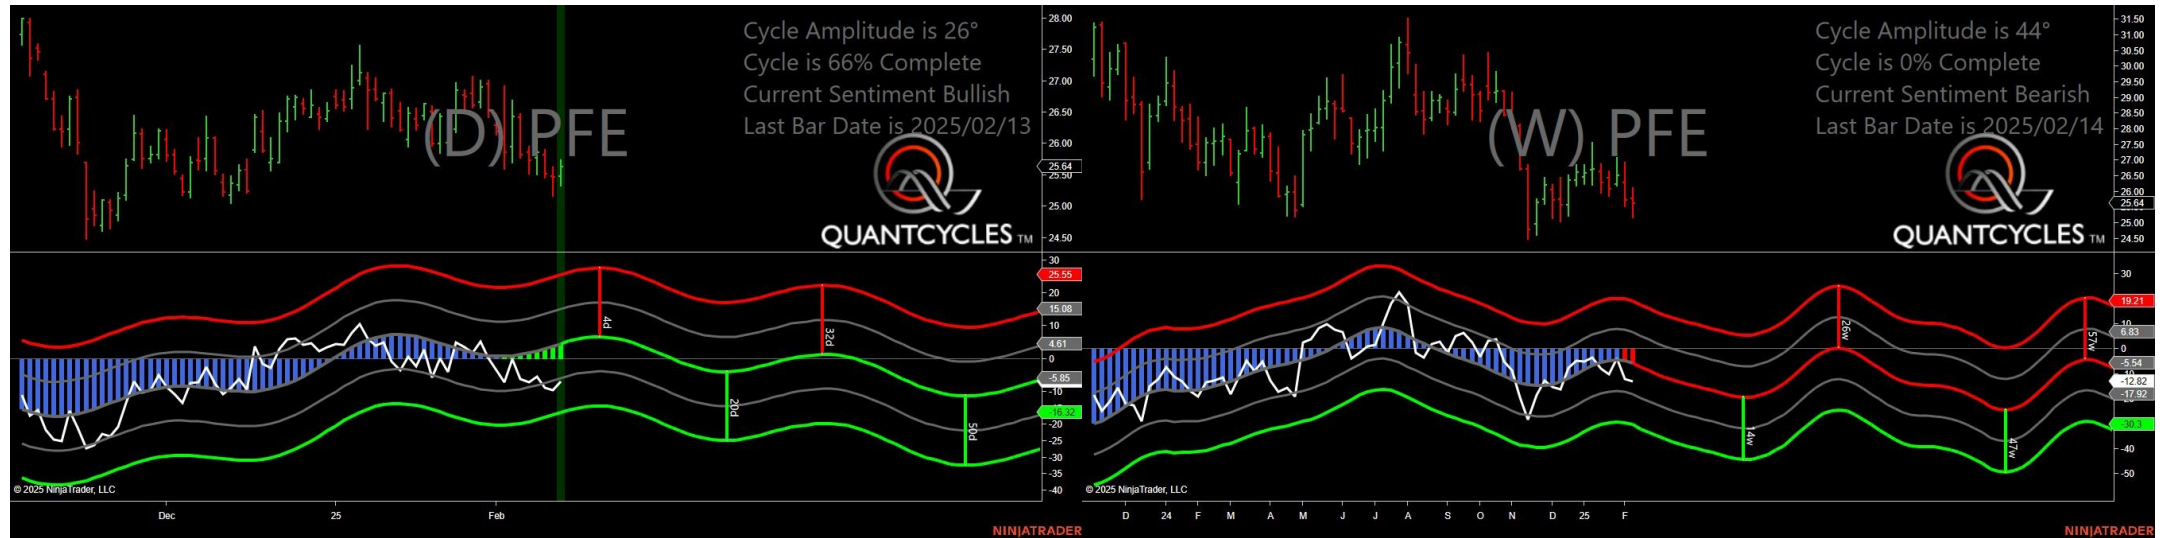 Cycle Amplitude is 26°
Cycle is 66% Complete
Current Sentiment Bullish
Last Bar Date is 2025/02/13
(D) PFE
QUANTCYCLES TM
28.00
27.50
27.00
26.50
26.00
25.64
25.50
25.00
24.50
30
25.55
20
15.08
10
4.61
0
-5.85
-10
-16.32
-20
-25
-30
-35
-40
4d
20d
32d
50d
© 2025 NinjaTrader, LLC
Dec 25 Feb
NINJATRADER
Cycle Amplitude is 44°
Cycle is 0% Complete
Current Sentiment Bearish
Last Bar Date is 2025/02/14
(W) PFE
QUANTCYCLES TM
31.50
31.00
30.50
30.00
29.50
29.00
28.50
28.00
27.50
27.00
26.50
26.00
25.64
25.00
24.50
30
19.21
10
6.83
0
-5.54
-12.82
-17.92
-30.3
-40
-50
14w
26w
47w
57w
© 2025 NinjaTrader, LLC
D 24 F M A M J J A S O N D 25 F
NINJATRADER